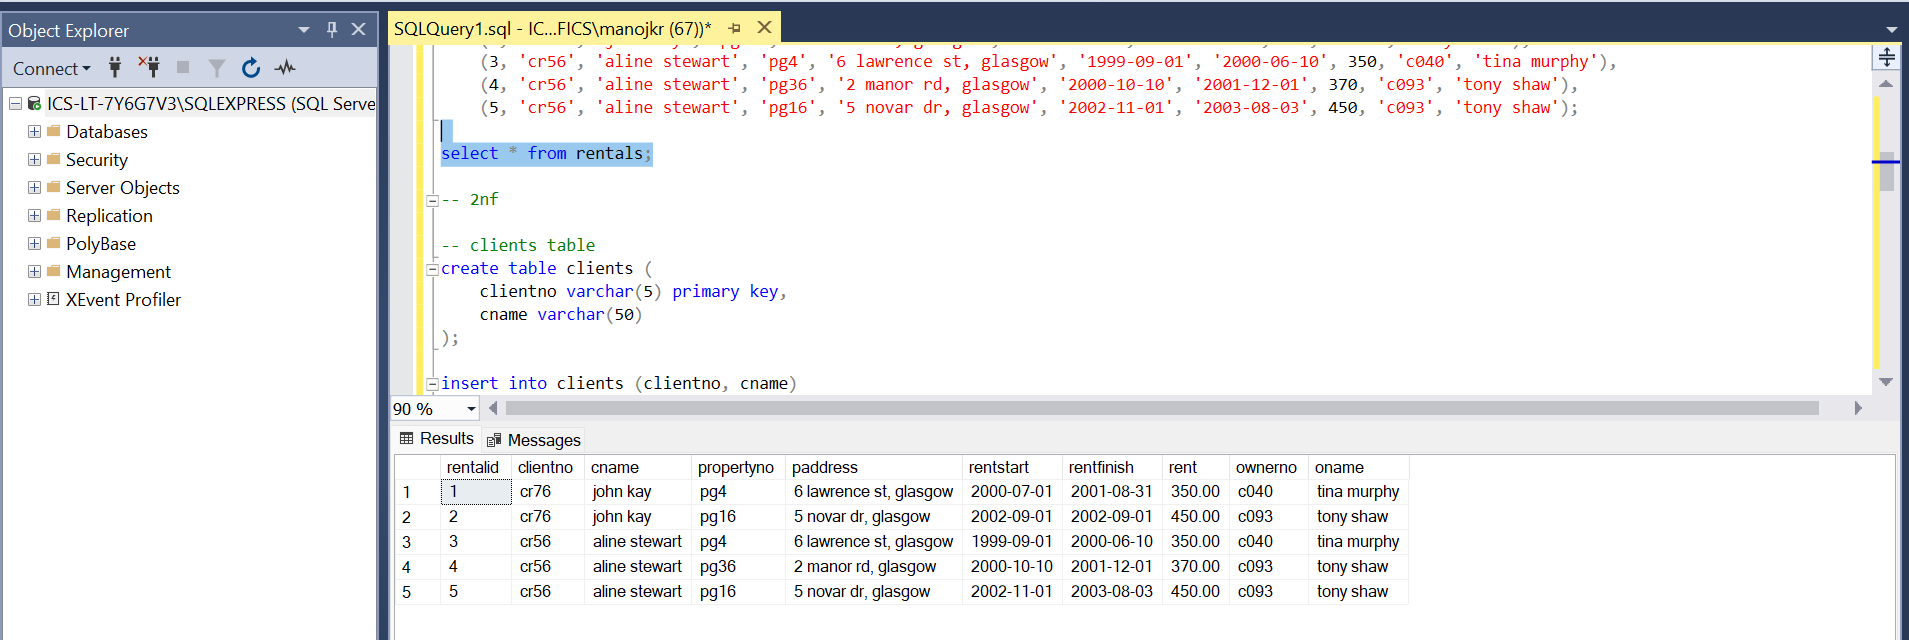 Object Explorer
Connect
ICS-LT-7Y6G7V3\SQLEXPRESS (SQL Serve
Databases
Security
Server Objects
Replication
PolyBase
Management
XEvent Profiler
SQLQuery1.sql - IC...FICS\manojkr (67))*
(3, 'cr56', 'aline stewart', 'pg4', '6 lawrence st, glasgow', '1999-09-01', '2000-06-10', 350, 'c040', 'tina murphy'),
(4, 'cr56', 'aline stewart', 'pg36', '2 manor rd, glasgow', '2000-10-10', '2001-12-01', 370, 'c093', 'tony shaw'),
(5, 'cr56', 'aline stewart', 'pg16', '5 novar dr, glasgow', '2002-11-01', '2003-08-03', 450, 'c093', 'tony shaw');
select * from rentals;
-- 2nf
-- clients table
create table clients (
clientno varchar(5) primary key,
cname varchar(50)
);
insert into clients (clientno, cname)
90 %
Results Messages
rentalid clientno cname propertyno paddress rentstart rentfinish rent ownerno oname
1 1 cr76 john kay pg4 6 lawrence st, glasgow 2000-07-01 2001-08-31 350.00 c040 tina murphy
2 2 cr76 john kay pg16 5 novar dr, glasgow 2002-09-01 2002-09-01 450.00 c093 tony shaw
3 3 cr56 aline stewart pg4 6 lawrence st, glasgow 1999-09-01 2000-06-10 350.00 c040 tina murphy
4 4 cr56 aline stewart pg36 2 manor rd, glasgow 2000-10-10 2001-12-01 370.00 c093 tony shaw
5 5 cr56 aline stewart pg16 5 novar dr, glasgow 2002-11-01 2003-08-03 450.00 c093 tony shaw